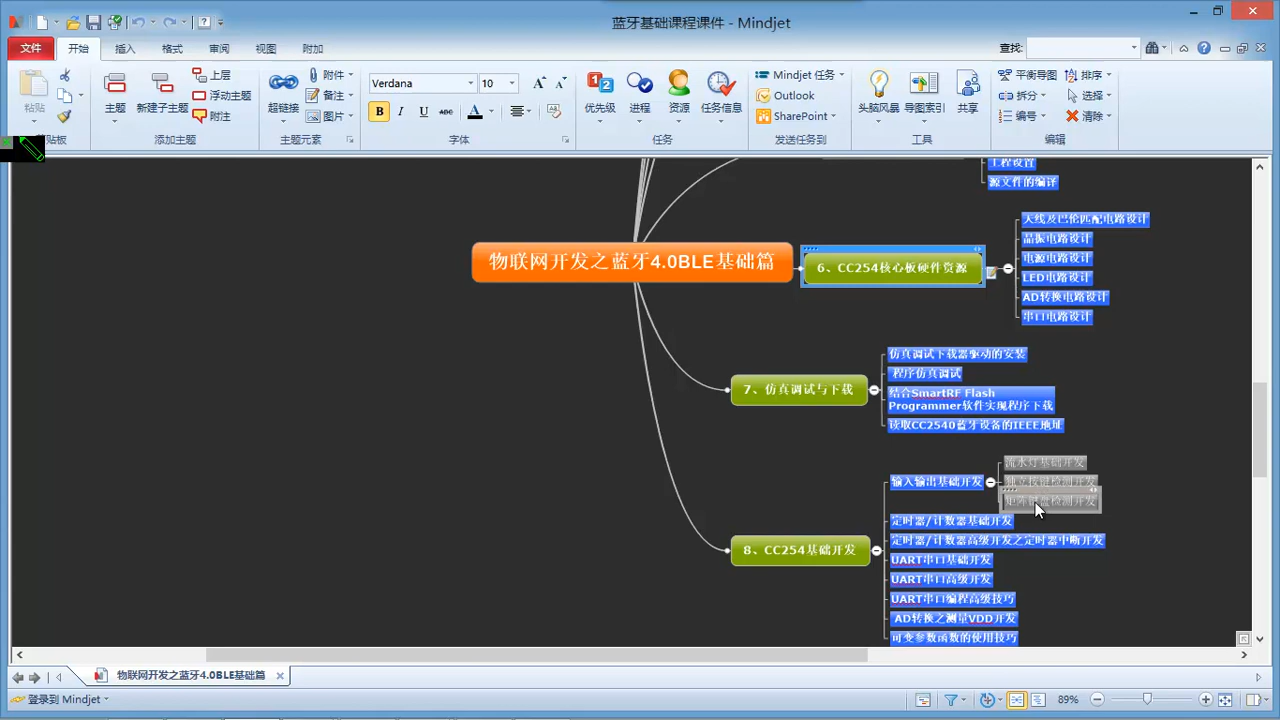 蓝牙基础课程课件 - Mindjet
文件 开始 插入 格式 审阅 视图 附加 查找:
粘贴 主题 新建子主题 上层 浮动主题 附注 超链接 附件 备注 图片 Verdana 10 B I U abc A 优先级 进程 资源 任务信息 Mindjet 任务 Outlook SharePoint 头脑风暴 导图索引 共享 平衡导图 拆分 编号 排序 选择 清除
贴板 添加主题 主题元素 字体 任务 发送任务到 工具 编辑
工程设置
源文件的编译
物联网开发之蓝牙4.0BLE基础篇
6、CC254核心板硬件资源
天线及巴伦匹配电路设计
晶振电路设计
电源电路设计
LED电路设计
AD转换电路设计
串口电路设计
7、仿真调试与下载
仿真调试下载器驱动的安装
程序仿真调试
结合SmartRF Flash
Programmer软件实现程序下载
读取CC2540蓝牙设备的IEEE地址
8、CC254基础开发
输入输出基础开发
流水灯基础开发
独立按键检测开发
矩阵键盘检测开发
定时器/计数器基础开发
定时器/计数器高级开发之定时器中断开发
UART串口基础开发
UART串口高级开发
UART串口编程高级技巧
AD转换之测量VDD开发
可变参数函数的使用技巧
物联网开发之蓝牙4.0BLE基础篇
登录到 Mindjet 89%